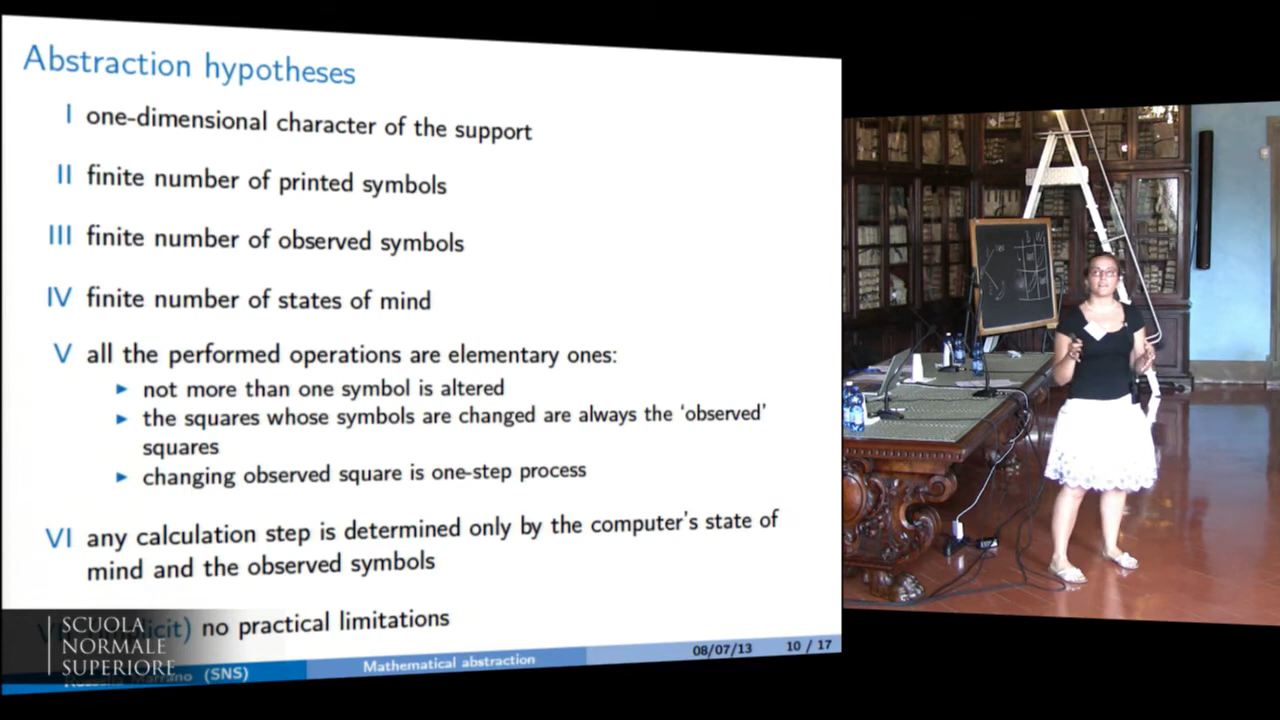 Abstraction hypotheses
I one-dimensional character of the support
II finite number of printed symbols
III finite number of observed symbols
IV finite number of states of mind
V all the performed operations are elementary ones:
▶ not more than one symbol is altered
▶ the squares whose symbols are changed are always the ‘observed’
squares
▶ changing observed square is one-step process
VI any calculation step is determined only by the computer's state of
mind and the observed symbols
no practical limitations
SCUOLA
NORMALE
SUPERIORE
Marrano (SNS)
Mathematical abstraction
08/07/13
10 / 17